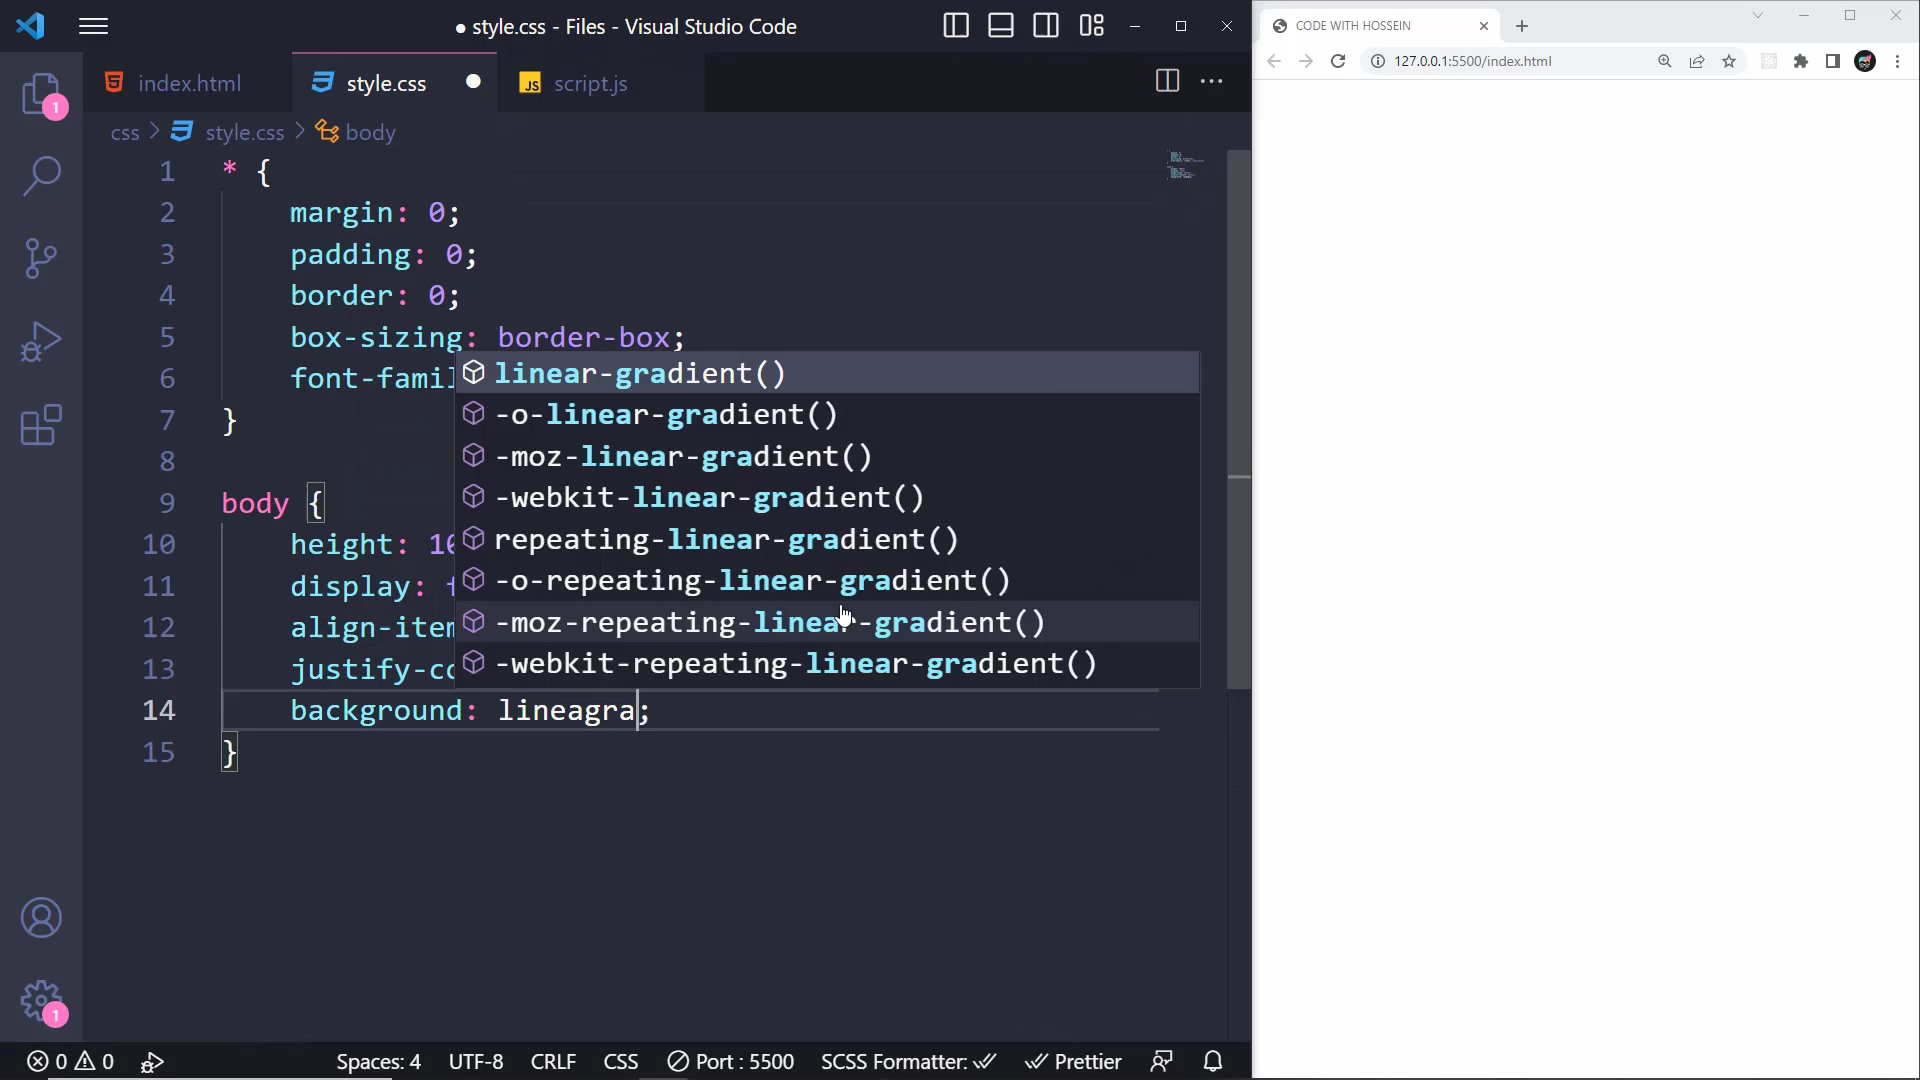 style.css - Files - Visual Studio Code
index.html
style.css
script.js
css > style.css > body
1 * {
2 margin: 0;
3 padding: 0;
4 border: 0;
5 box-sizing: border-box;
6 font-famil
7 }
8
9 body {
10 height: 10
11 display: f
12 align-item
13 justify-co
14 background: lineagra;
15 }
linear-gradient()
-o-linear-gradient()
-moz-linear-gradient()
-webkit-linear-gradient()
repeating-linear-gradient()
-o-repeating-linear-gradient()
-moz-repeating-linear-gradient()
-webkit-repeating-linear-gradient()
1
1
0 0
Spaces: 4
UTF-8
CRLF
CSS
Port : 5500
SCSS Formatter:
Prettier
CODE WITH HOSSEIN
127.0.0.1:5500/index.html